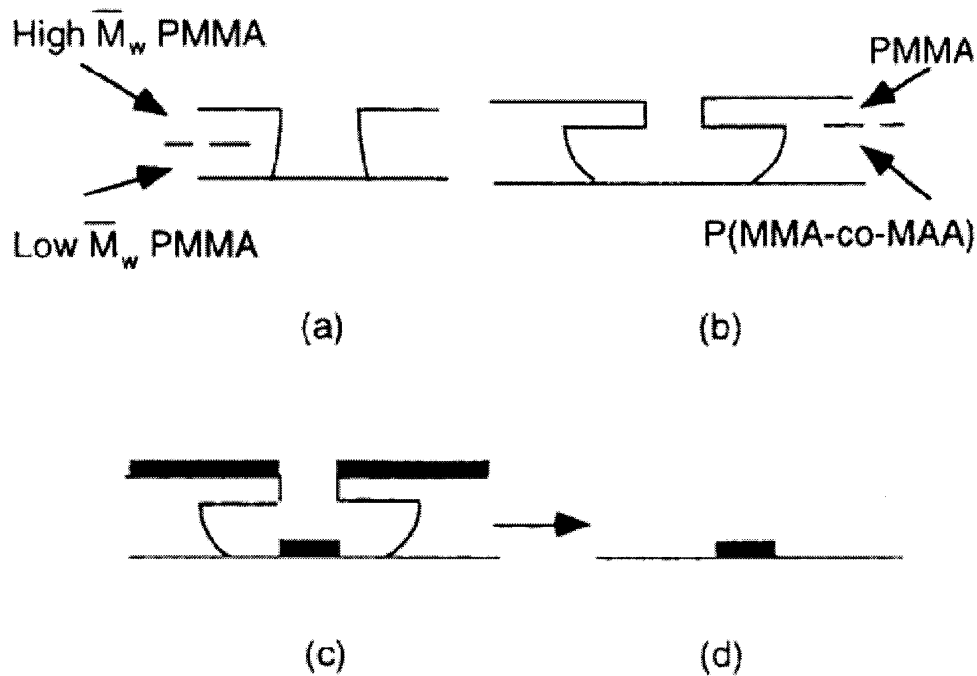 High M̅w PMMA
PMMA
Low M̅w PMMA
P(MMA-co-MAA)
(a)
(b)
(c)
(d)